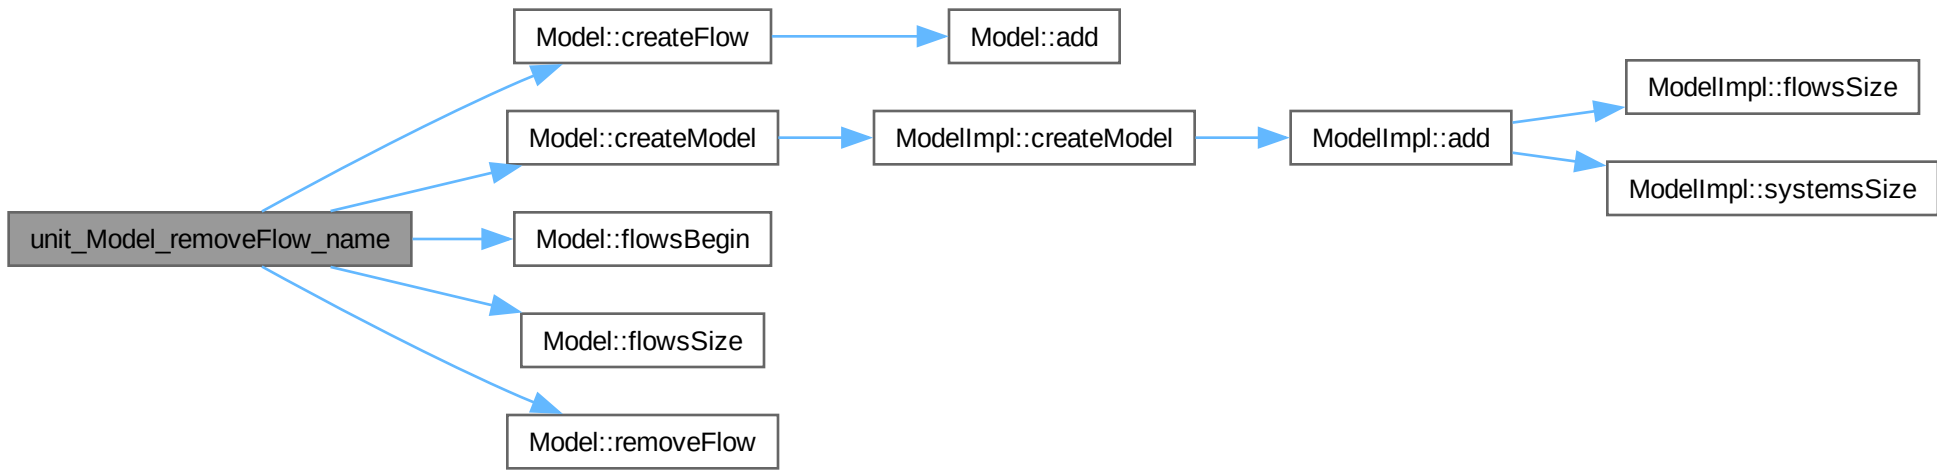 Model::createFlow
Model::add
ModelImpl::flowsSize
Model::createModel
ModelImpl::createModel
ModelImpl::add
ModelImpl::systemsSize
unit_Model_removeFlow_name
Model::flowsBegin
Model::flowsSize
Model::removeFlow